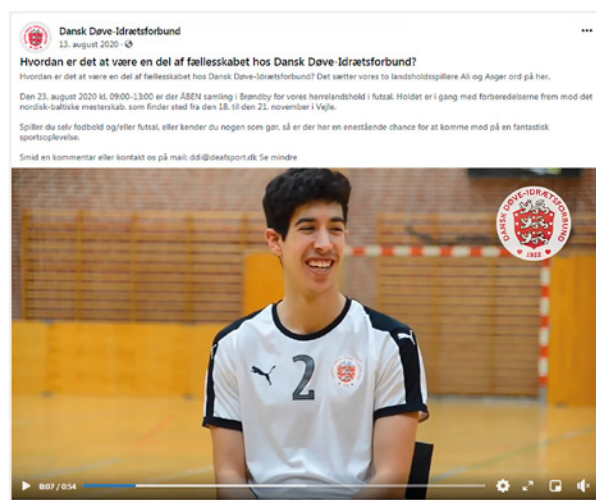 Dansk Døve-Idrætsforbund
13. august 2020 ·
Hvordan er det at være en del af fællesskabet hos Dansk Døve-Idrætsforbund?
Hvordan er det at være en del af fællesskabet hos Dansk Døve-Idrætsforbund? Det sætter vores to landsholdsspillere Ali og Asger ord på her.
Den 23. august 2020 kl. 09:00-13:00 er der ÅBEN samling i Brøndby for vores herrelandshold i futsal. Holdet er i gang med forberedelserne frem mod det
nordisk-baltiske mesterskab, som finder sted fra den 18. til den 21. november i Vejle.
Spiller du selv fodbold og/eller futsal, eller kender du nogen som gør, så er der her en enestående chance for at komme med på en fantastisk
sportsoplevelse.
Smid en kommentar eller kontakt os på mail: ddi@deafsport.dk Se mindre
DANSK DØVE-IDRÆTSFORBUND
1922
2
0:07 / 0:54